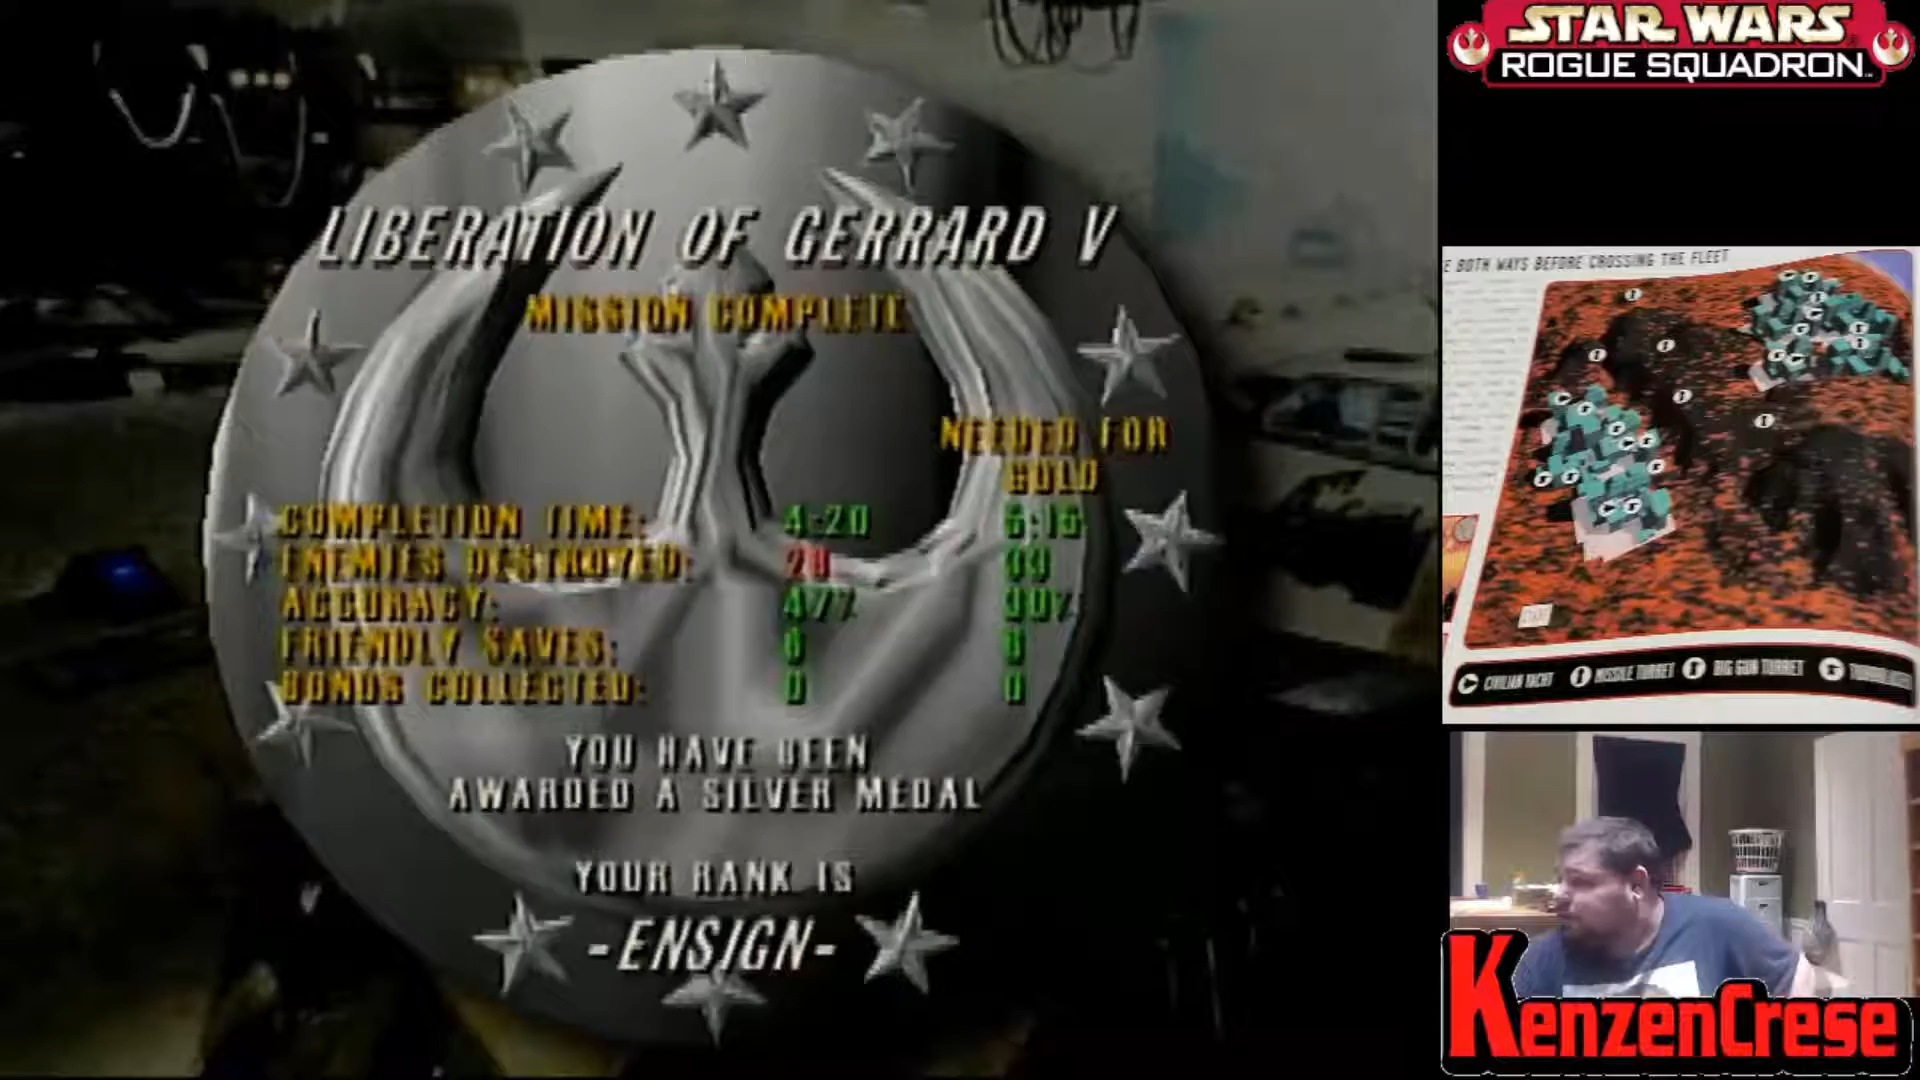 LIBERATION OF GERRARD V
MISSION COMPLETE
NEEDED FOR
GOLD
COMPLETION TIME: 4:20
ENEMIES DESTROYED:
ACCURACY: 47%
FRIENDLY SAVES: 0 0
BONUS COLLECTED: 0 0
YOU HAVE BEEN
AWARDED A SILVER MEDAL
YOUR RANK IS
-ENSIGN-
STAR WARS
ROGUE SQUADRON
E BOTH WAYS BEFORE CROSSING THE FLEET
CIVILIAN YACHT MISSILE TURRET BIG GUN TURRET
KenzenCrese